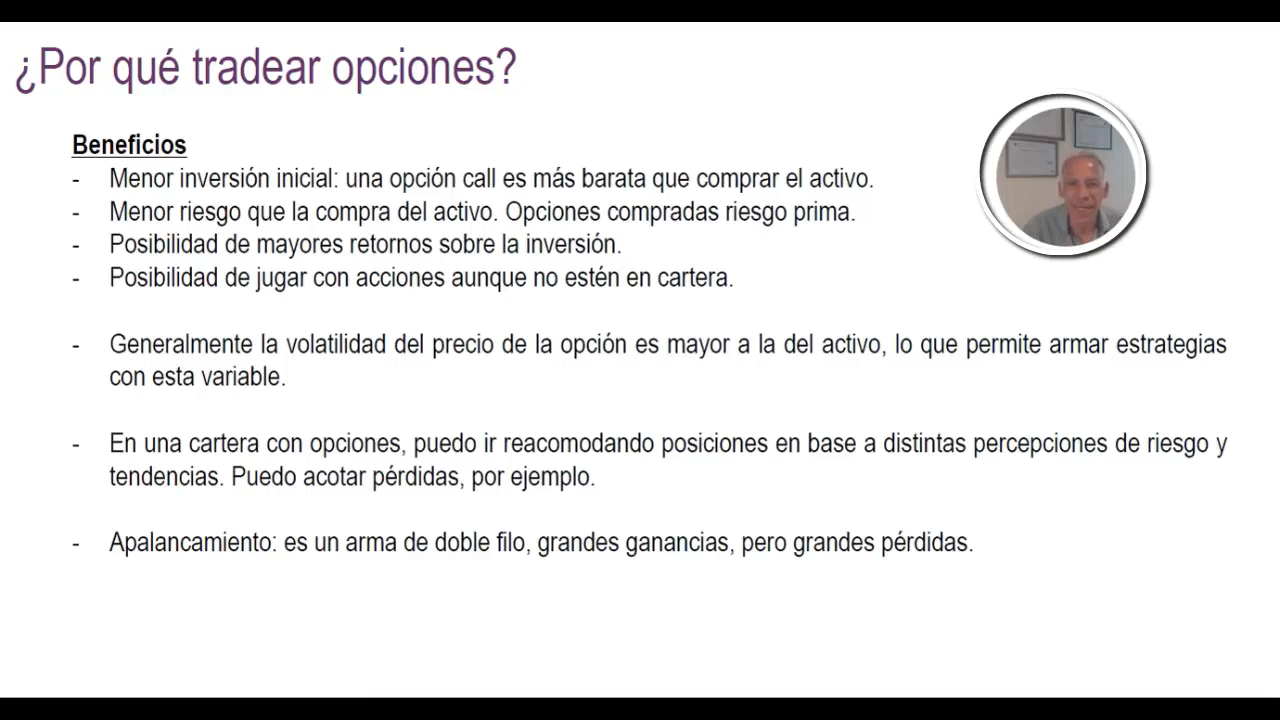 ¿Por qué tradear opciones?
Beneficios
- Menor inversión inicial: una opción call es más barata que comprar el activo.
- Menor riesgo que la compra del activo. Opciones compradas riesgo prima.
- Posibilidad de mayores retornos sobre la inversión.
- Posibilidad de jugar con acciones aunque no estén en cartera.
- Generalmente la volatilidad del precio de la opción es mayor a la del activo, lo que permite armar estrategias
con esta variable.
- En una cartera con opciones, puedo ir reacomodando posiciones en base a distintas percepciones de riesgo y
tendencias. Puedo acotar pérdidas, por ejemplo.
- Apalancamiento: es un arma de doble filo, grandes ganancias, pero grandes pérdidas.